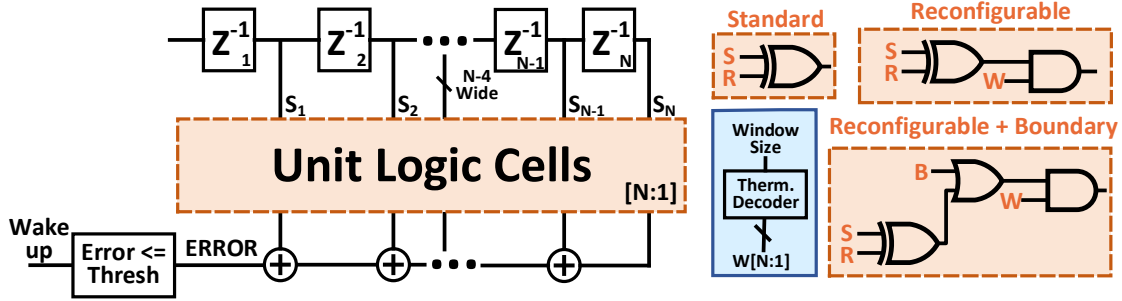 Z⁻¹
1
Z⁻¹
2
Z⁻¹
N-1
Z⁻¹
N
N-4
Wide
S₁
S₂
Sₙ₋₁
Sₙ
Unit Logic Cells
[N:1]
Wake
up
Error <=
Thresh
ERROR
Standard
S
R
Reconfigurable
S
R
W
Window
Size
Therm.
Decoder
W[N:1]
Reconfigurable + Boundary
B
W
S
R